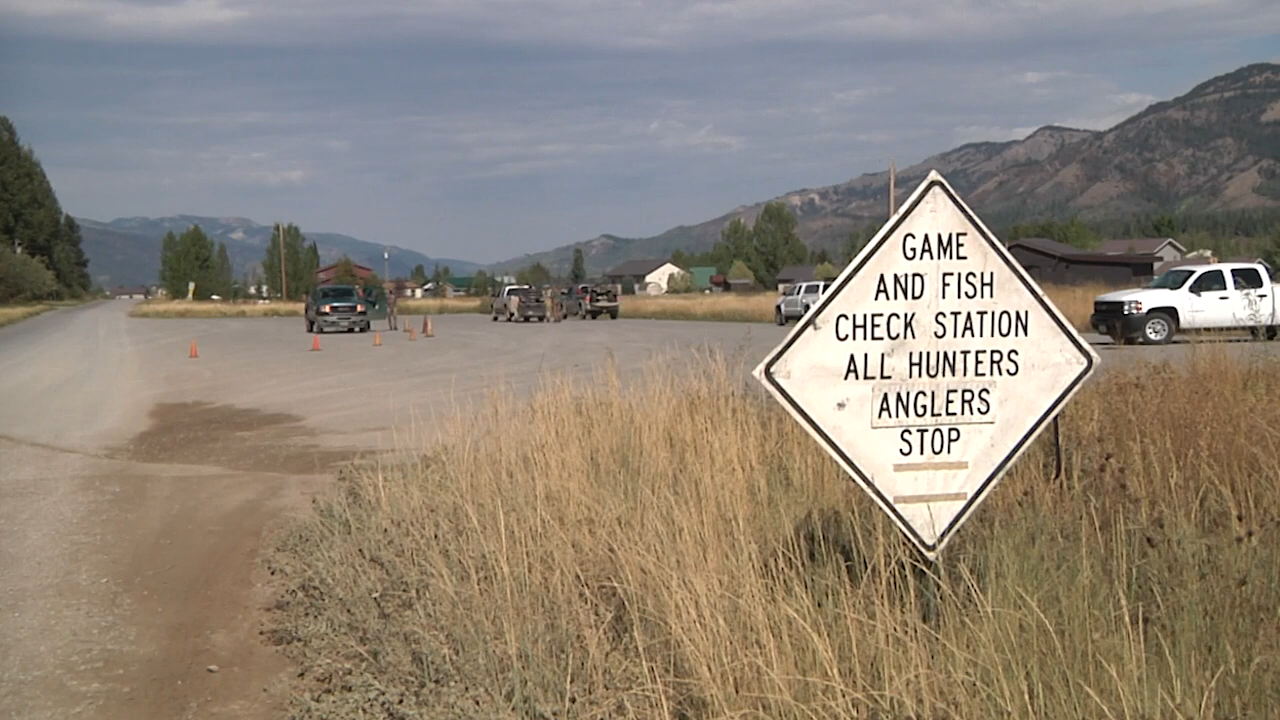 GAME
AND FISH
CHECK STATION
ALL HUNTERS
ANGLERS
STOP